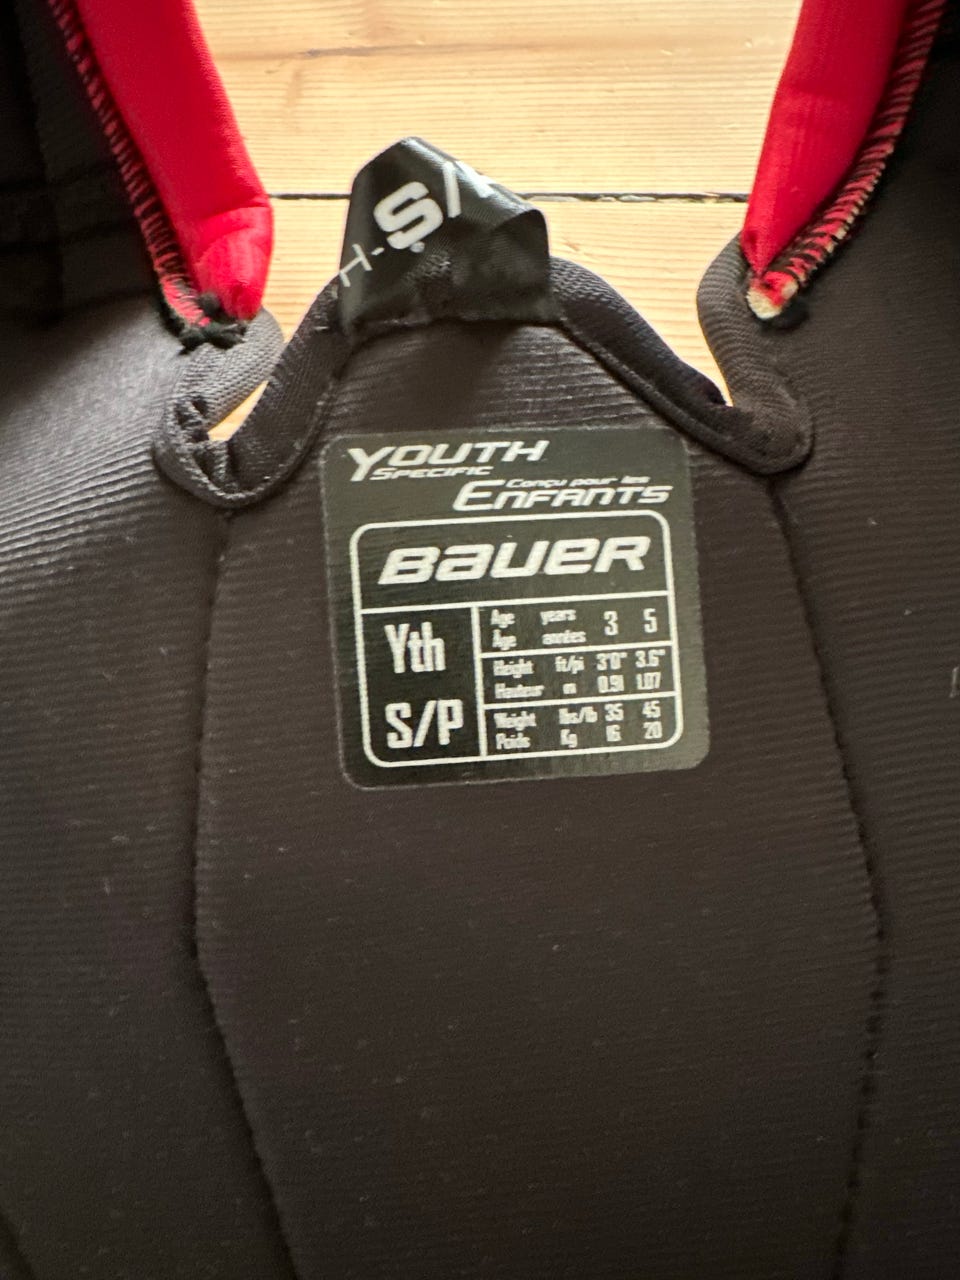 H-S/
YOUTH
SPECIFIC
Conçu pour les
ENFANTS
BAUER
Yth
S/P
Age years 3 5
Âge années
Height ft/pi 3'0" 3.6"
Hauteur m 0.91 1.07
Weight lbs/lb 35 45
Poids Kg 16 20